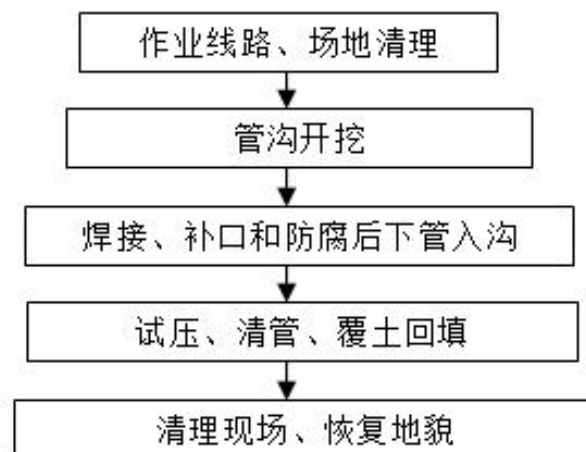 作业线路、场地清理
管沟开挖
焊接、补口和防腐后下管入沟
试压、清管、覆土回填
清理现场、恢复地貌